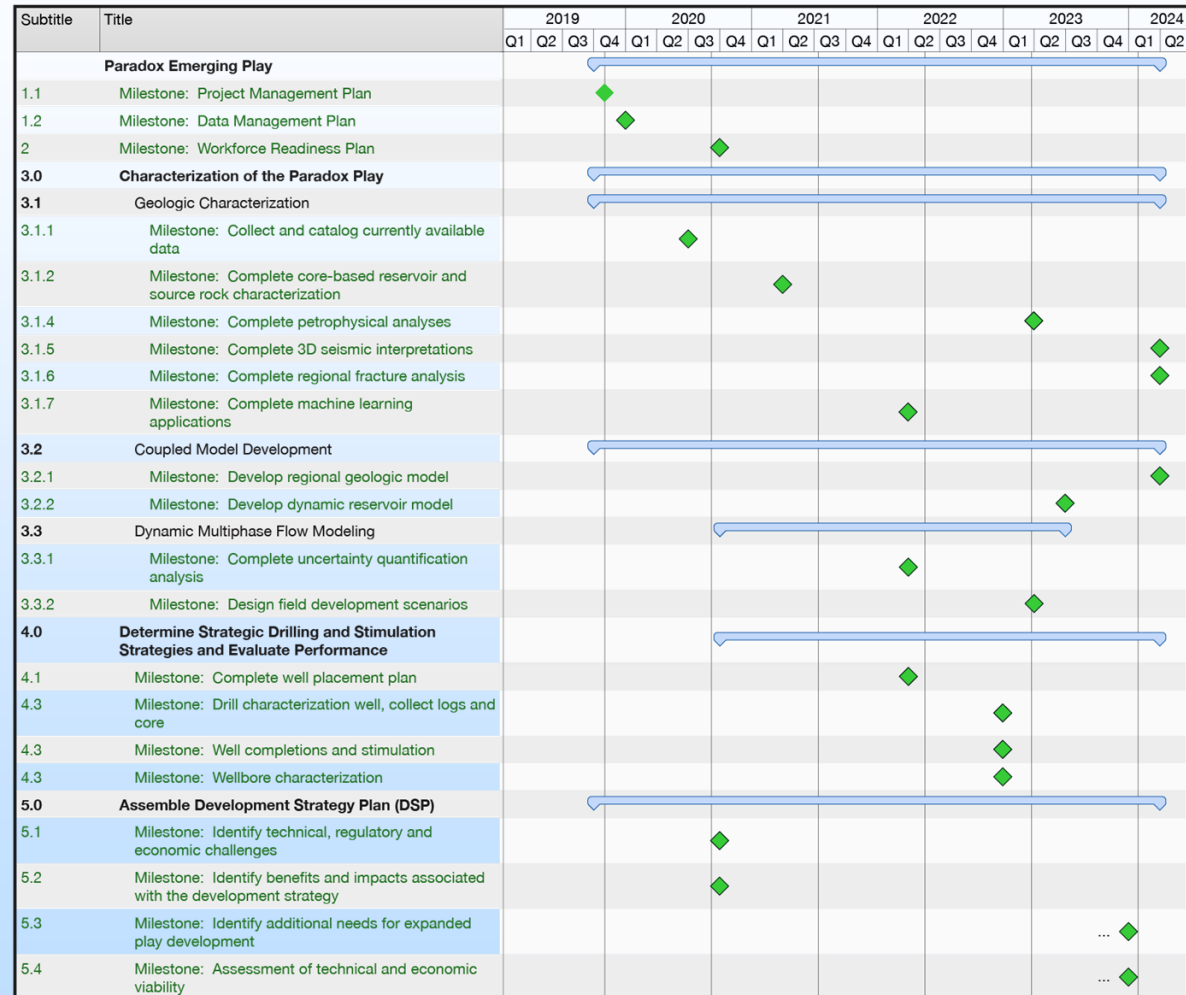 Subtitle Title 2019 2020 2021 2022 2023 2024
Q1 Q2 Q3 Q4 Q1 Q2 Q3 Q4 Q1 Q2 Q3 Q4 Q1 Q2 Q3 Q4 Q1 Q2 Q3 Q4 Q1 Q2
Paradox Emerging Play
1.1 Milestone: Project Management Plan
1.2 Milestone: Data Management Plan
2 Milestone: Workforce Readiness Plan
3.0 Characterization of the Paradox Play
3.1 Geologic Characterization
3.1.1 Milestone: Collect and catalog currently available
data
3.1.2 Milestone: Complete core-based reservoir and
source rock characterization
3.1.4 Milestone: Complete petrophysical analyses
3.1.5 Milestone: Complete 3D seismic interpretations
3.1.6 Milestone: Complete regional fracture analysis
3.1.7 Milestone: Complete machine learning
applications
3.2 Coupled Model Development
3.2.1 Milestone: Develop regional geologic model
3.2.2 Milestone: Develop dynamic reservoir model
3.3 Dynamic Multiphase Flow Modeling
3.3.1 Milestone: Complete uncertainty quantification
analysis
3.3.2 Milestone: Design field development scenarios
4.0 Determine Strategic Drilling and Stimulation
Strategies and Evaluate Performance
4.1 Milestone: Complete well placement plan
4.3 Milestone: Drill characterization well, collect logs and
core
4.3 Milestone: Well completions and stimulation
4.3 Milestone: Wellbore characterization
5.0 Assemble Development Strategy Plan (DSP)
5.1 Milestone: Identify technical, regulatory and
economic challenges
5.2 Milestone: Identify benefits and impacts associated
with the development strategy
5.3 Milestone: Identify additional needs for expanded
play development ...
5.4 Milestone: Assessment of technical and economic
viability ...